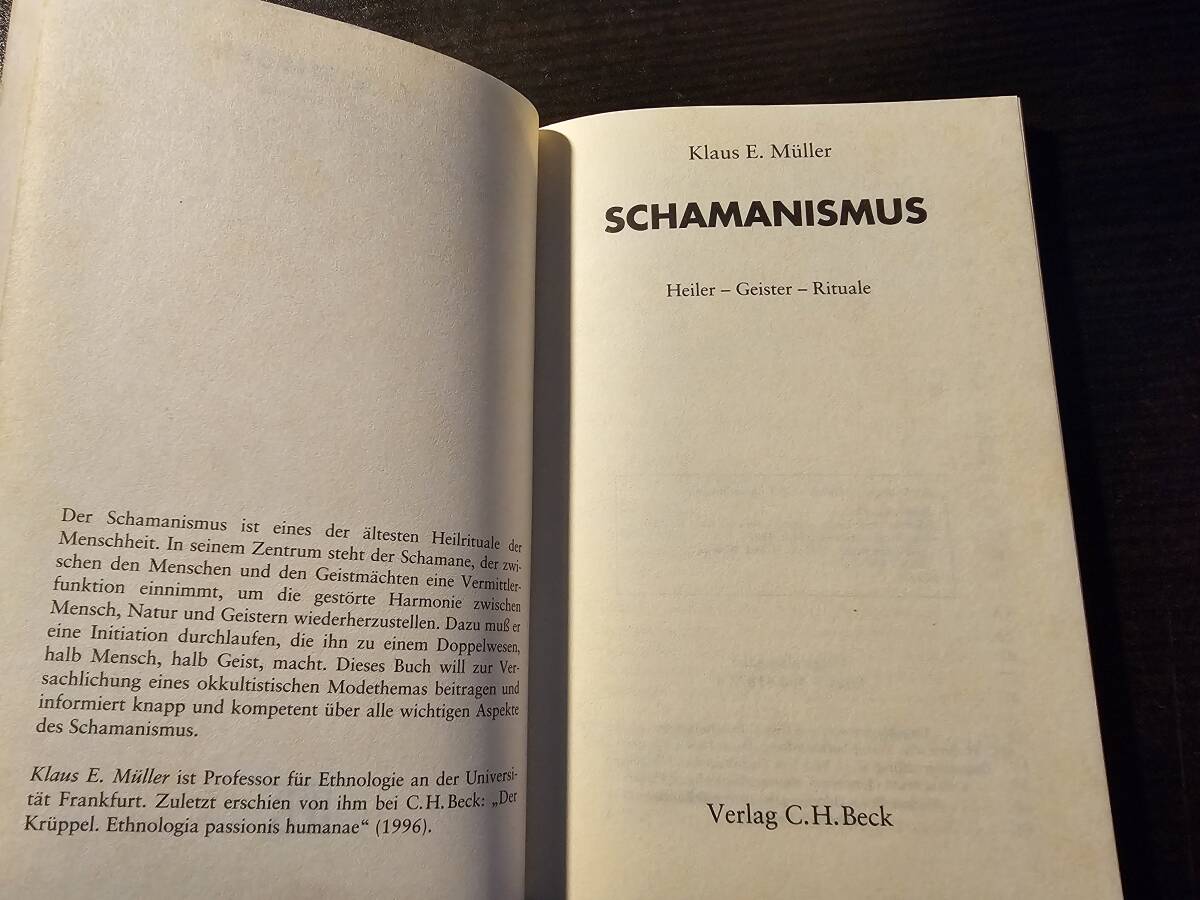 Der Schamanismus ist eines der ältesten Heilrituale der
Menschheit. In seinem Zentrum steht der Schamane, der zwi-
schen den Menschen und den Geistmächten eine Vermittler-
funktion einnimmt, um die gestörte Harmonie zwischen
Mensch, Natur und Geistern wiederherzustellen. Dazu muß er
eine Initiation durchlaufen, die ihn zu einem Doppelwesen,
halb Mensch, halb Geist, macht. Dieses Buch will zur Ver-
sachlichung eines okkultistischen Modethemas beitragen und
informiert knapp und kompetent über alle wichtigen Aspekte
des Schamanismus.
Klaus E. Müller ist Professor für Ethnologie an der Universi-
tät Frankfurt. Zuletzt erschien von ihm bei C.H.Beck: „Der
Krüppel. Ethnologia passionis humanae“ (1996).
Klaus E. Müller
SCHAMANISMUS
Heiler – Geister – Rituale
Verlag C.H.Beck